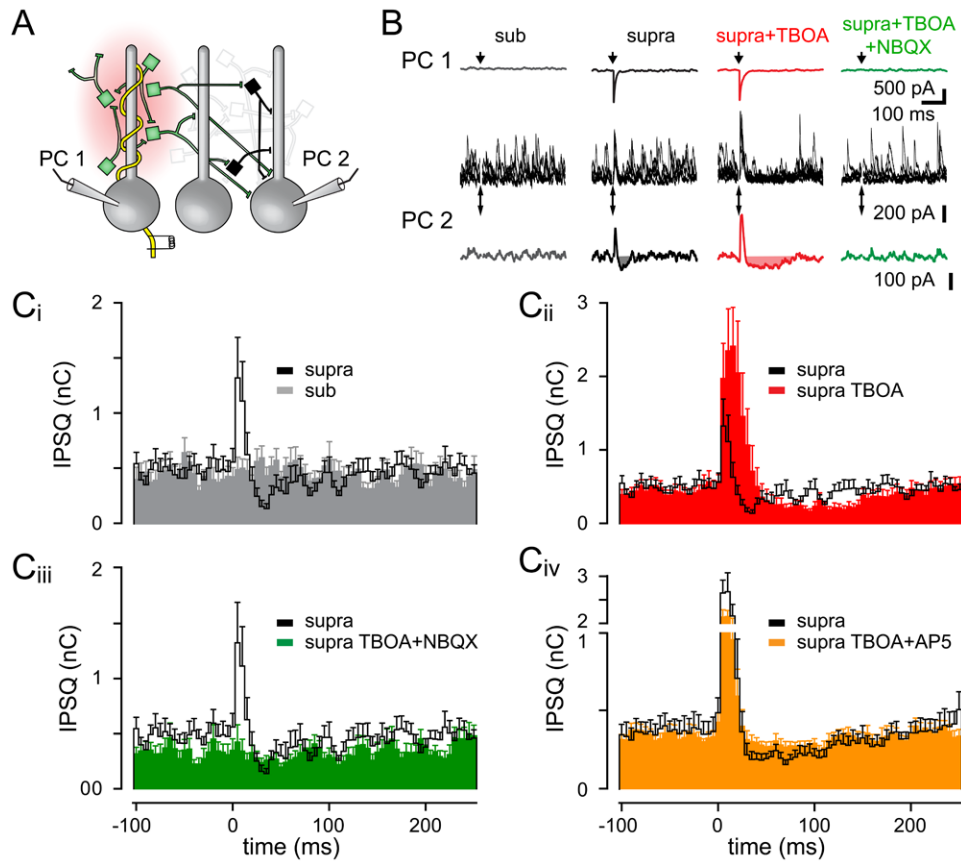 A
PC 1
PC 2
B
sub
supra
supra+TBOA
supra+TBOA
+NBQX
PC 1
500 pA
100 ms
200 pA
PC 2
100 pA
Ci
2
1
0
IPSQ (nC)
supra
sub
Cii
3
2
1
0
IPSQ (nC)
supra
supra TBOA
Ciii
2
1
00
IPSQ (nC)
supra
supra TBOA+NBQX
-100
0
100
200
time (ms)
Civ
3
2
1
0
IPSQ (nC)
supra
supra TBOA+AP5
-100
0
100
200
time (ms)